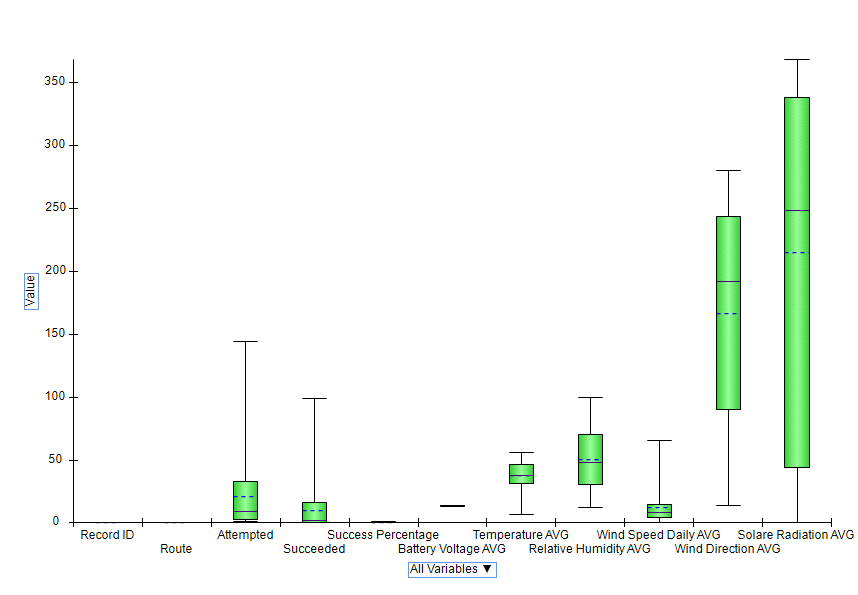 350
300
250
200
150
100
50
0
Value
Record ID
Route
Attempted
Succeeded
Success Percentage
Battery Voltage AVG
Temperature AVG
Relative Humidity AVG
Wind Speed Daily AVG
Wind Direction AVG
Solare Radiation AVG
All Variables ▼